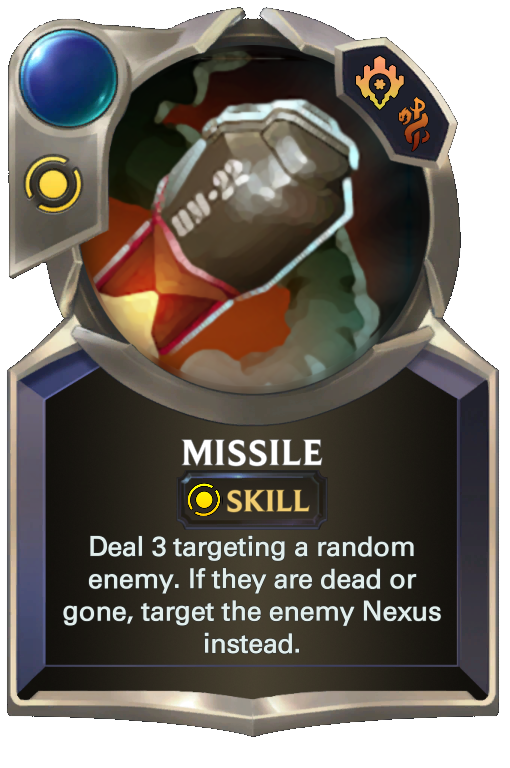 UN-22
MISSILE
SKILL
Deal 3 targeting a random
enemy. If they are dead or
gone, target the enemy Nexus
instead.